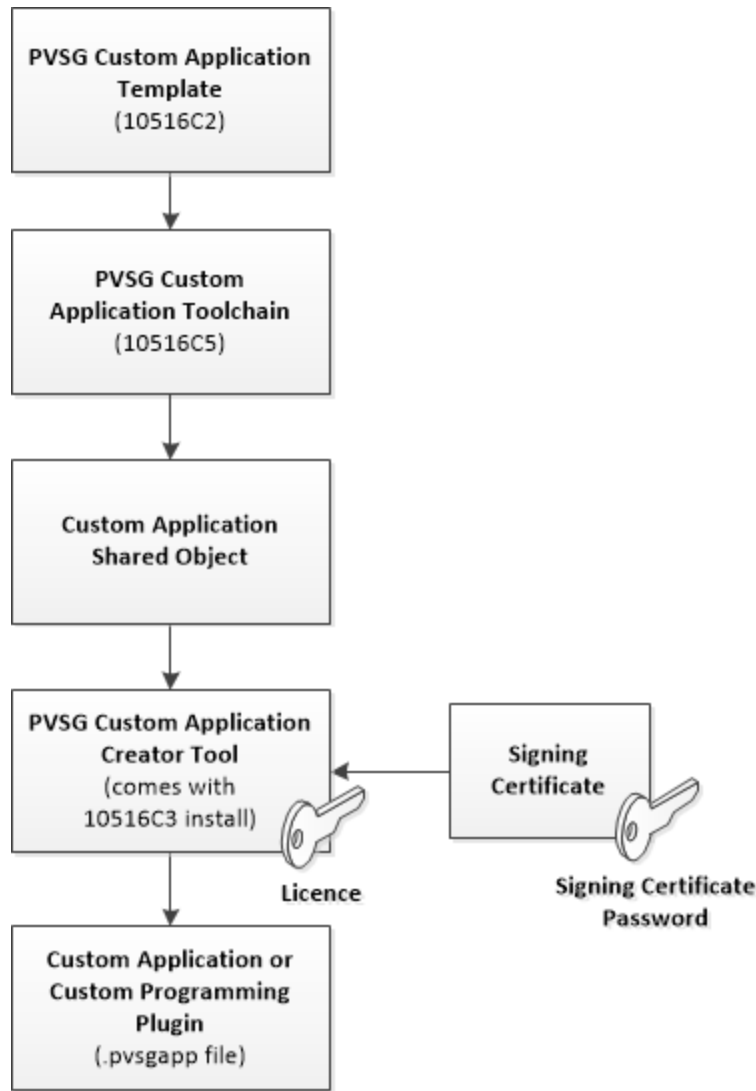 PVSG Custom Application
Template
(10516C2)
PVSG Custom
Application Toolchain
(10516C5)
Custom Application
Shared Object
PVSG Custom Application
Creator Tool
(comes with
10516C3 install)
Licence
Signing
Certificate
Signing Certificate
Password
Custom Application or
Custom Programming
Plugin
(.pvsgapp file)